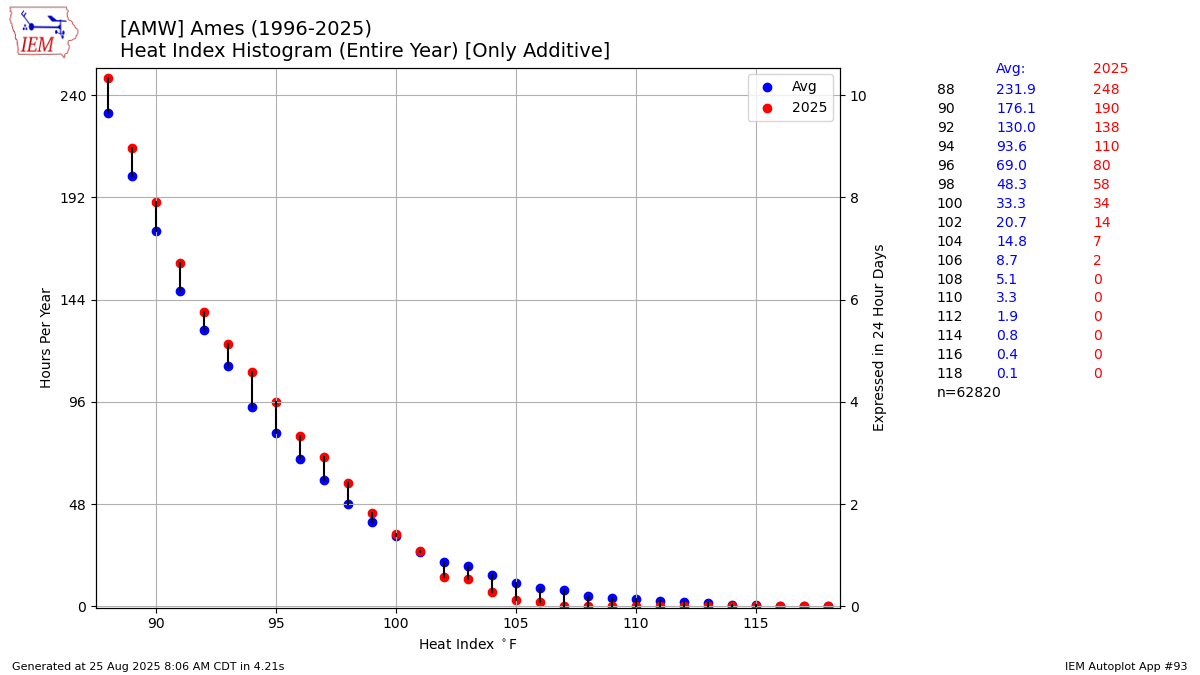 IEM
[AMW] Ames (1996-2025)
Heat Index Histogram (Entire Year) [Only Additive]
Avg
2025
240
192
144
96
48
0
Hours Per Year
10
8
6
4
2
0
Expressed in 24 Hour Days
90 95 100 105 110 115
Heat Index °F
Avg: 2025
88 231.9 248
90 176.1 190
92 130.0 138
94 93.6 110
96 69.0 80
98 48.3 58
100 33.3 34
102 20.7 14
104 14.8 7
106 8.7 2
108 5.1 0
110 3.3 0
112 1.9 0
114 0.8 0
116 0.4 0
118 0.1 0
n=62820
Generated at 25 Aug 2025 8:06 AM CDT in 4.21s
IEM Autoplot App #93